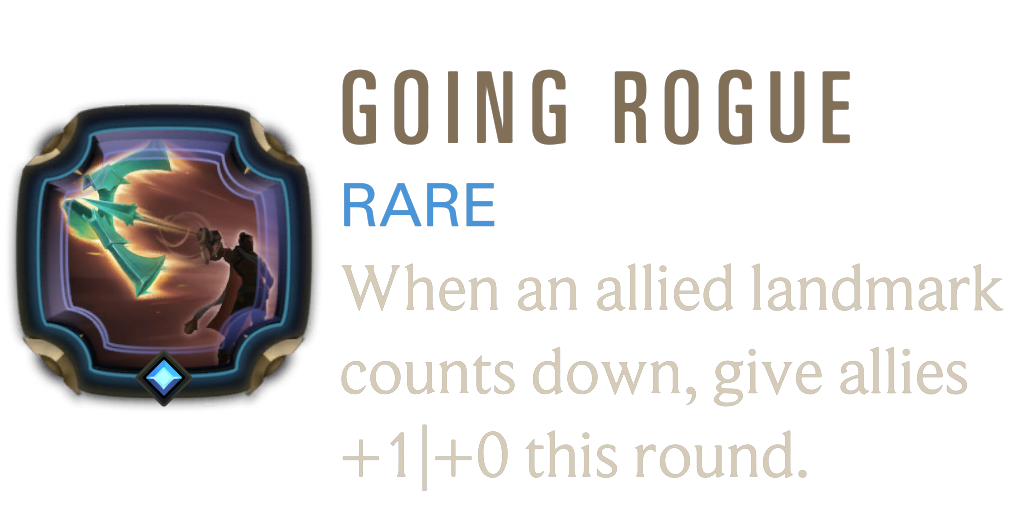 GOING ROGUE
RARE
When an allied landmark
counts down, give allies
+1|+0 this round.